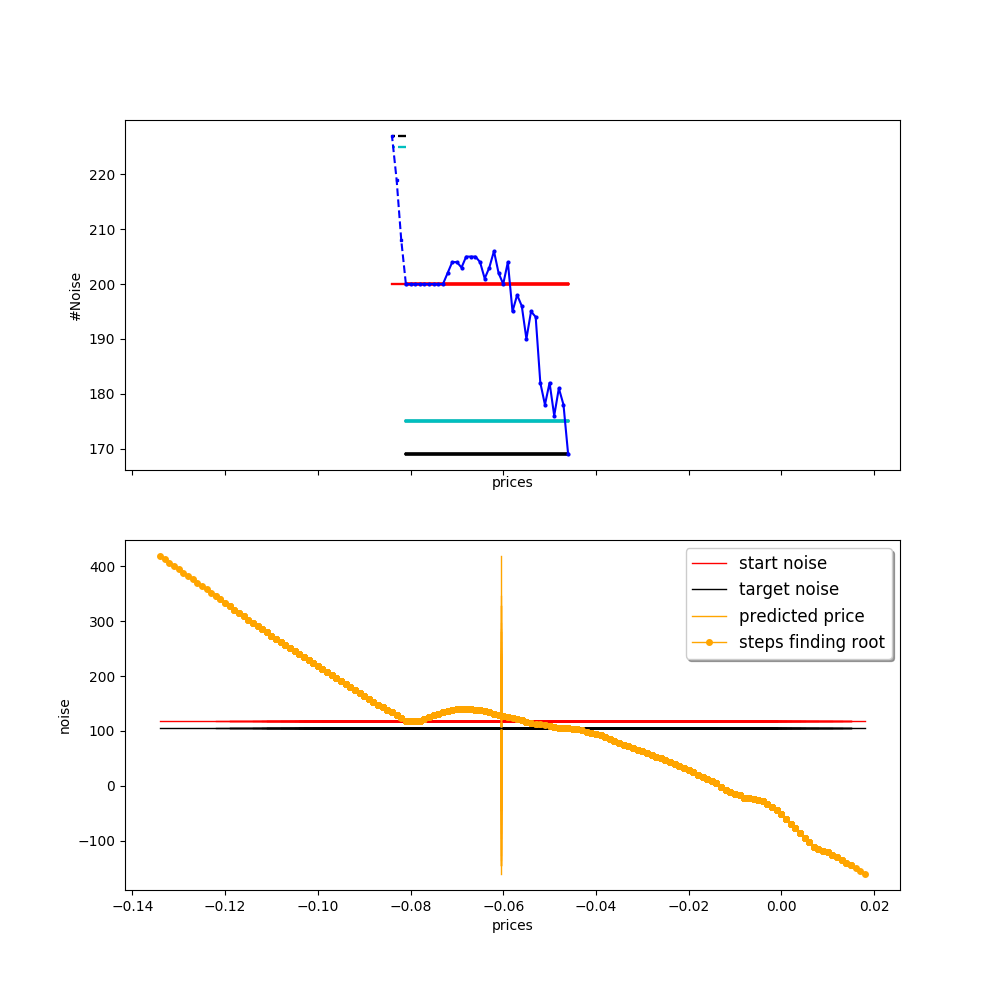 220
210
200
190
180
170
#Noise
prices
400
300
200
100
0
−100
noise
start noise
target noise
predicted price
steps finding root
−0.14 −0.12 −0.10 −0.08 −0.06 −0.04 −0.02 0.00 0.02
prices